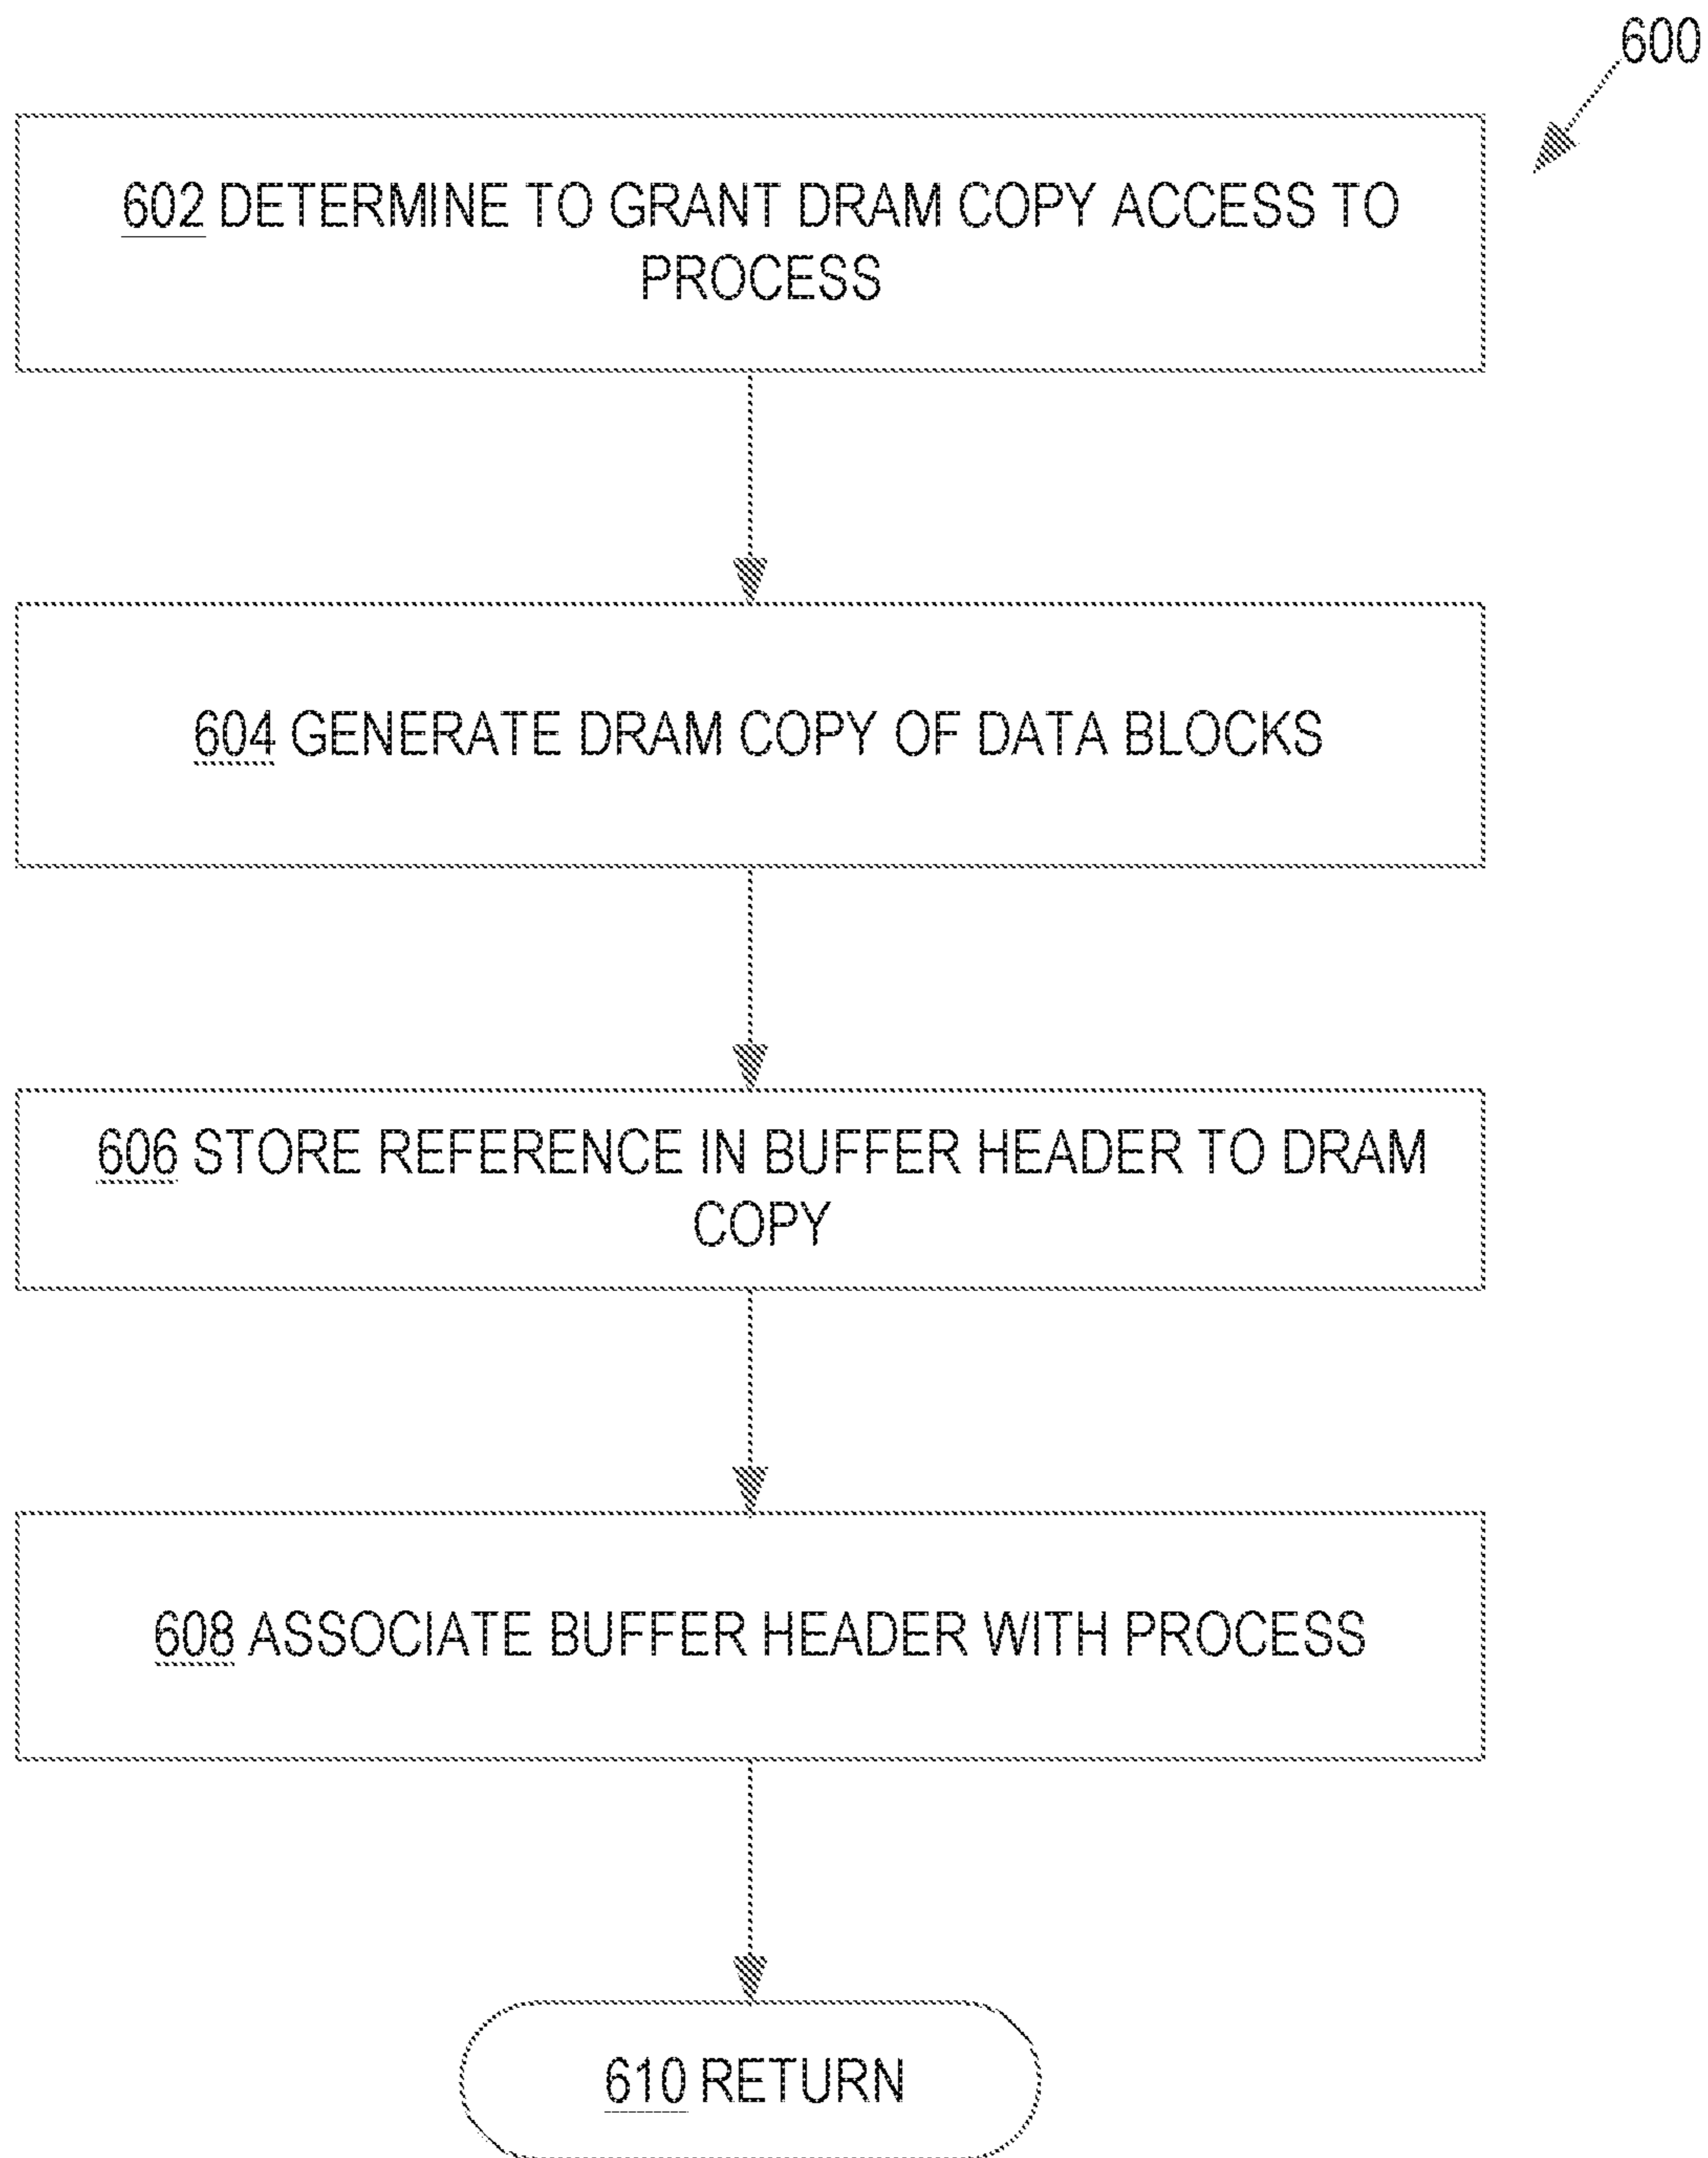 600
602 DETERMINE TO GRANT DRAM COPY ACCESS TO
PROCESS
604 GENERATE DRAM COPY OF DATA BLOCKS
606 STORE REFERENCE IN BUFFER HEADER TO DRAM
COPY
608 ASSOCIATE BUFFER HEADER WITH PROCESS
610 RETURN